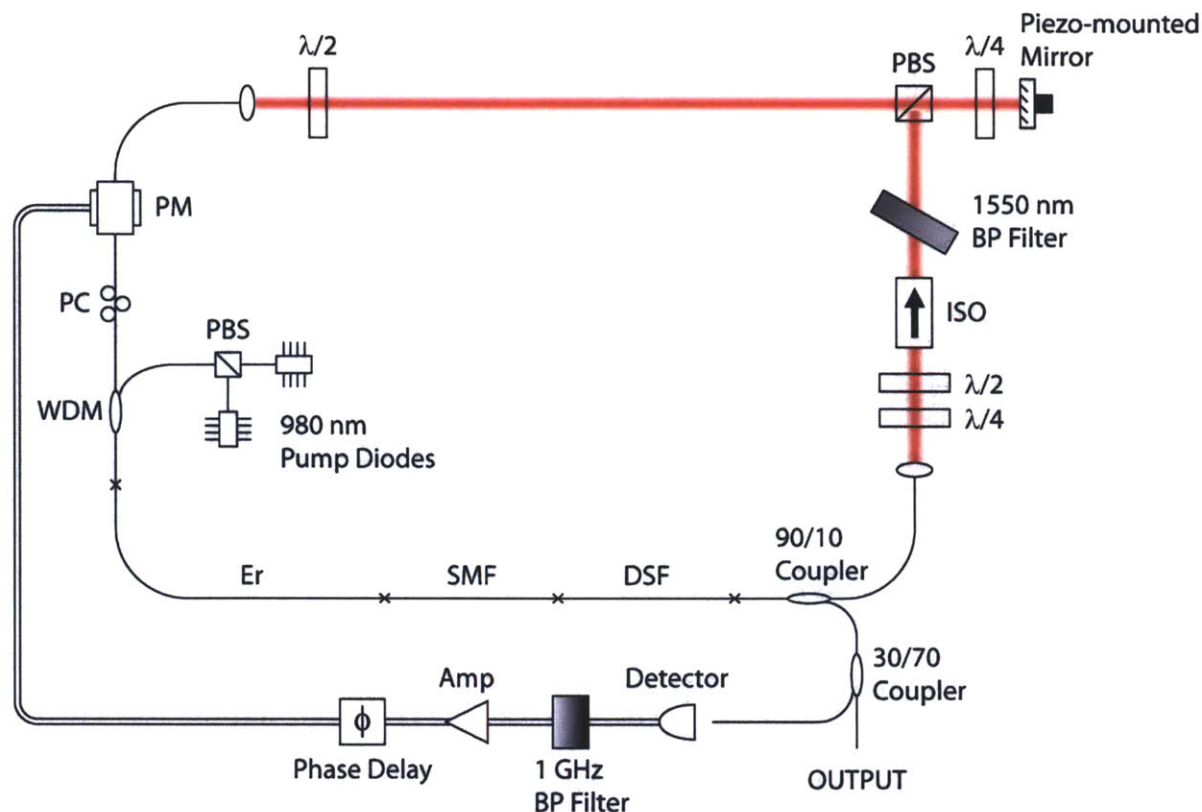 λ/2
PBS
λ/4
Piezo-mounted
Mirror
PM
1550 nm
BP Filter
PC
PBS
ISO
WDM
980 nm
Pump Diodes
λ/2
λ/4
Er
SMF
DSF
90/10
Coupler
30/70
Coupler
Amp
Detector
ϕ
Phase Delay
1 GHz
BP Filter
OUTPUT